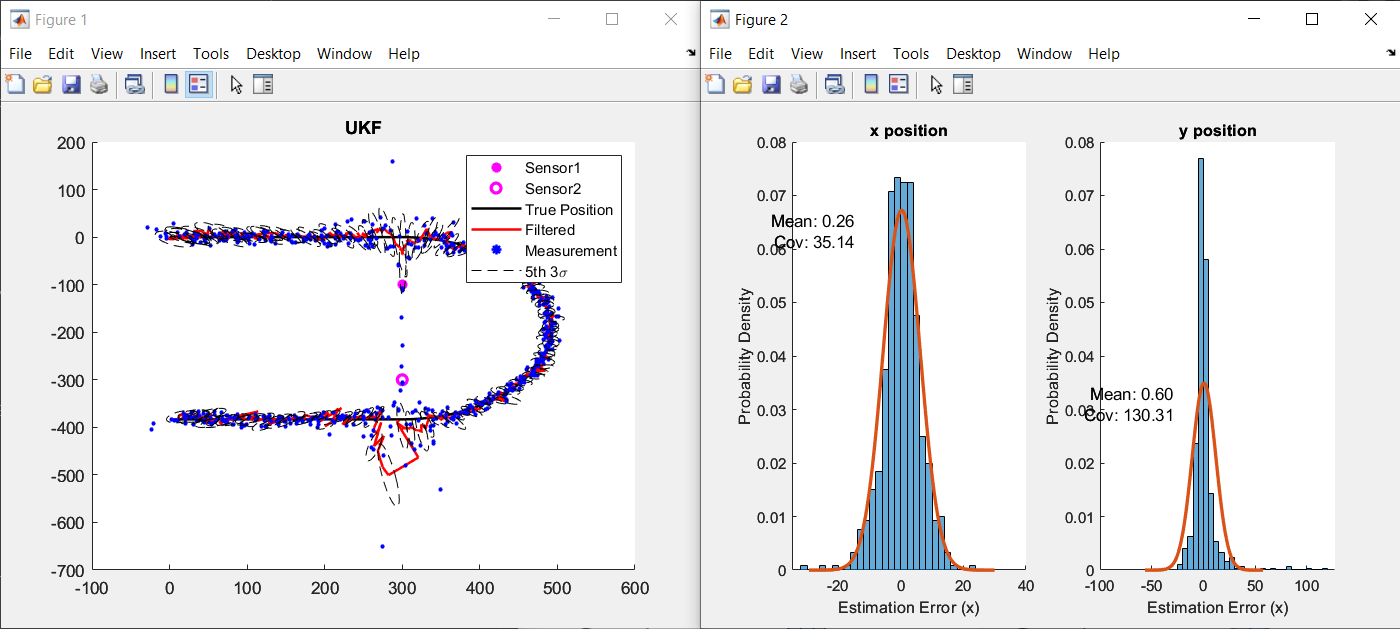 Figure 1
File Edit View Insert Tools Desktop Window Help
UKF
200
100
0
-100
-200
-300
-400
-500
-600
-700
-100 0 100 200 300 400 500 600
Sensor1
Sensor2
True Position
Filtered
Measurement
5th 3σ
Figure 2
File Edit View Insert Tools Desktop Window Help
x position
Probability Density
0.08
0.07
0.06
0.05
0.04
0.03
0.02
0.01
0
Mean: 0.26
Cov: 35.14
-20 0 20 40
Estimation Error (x)
y position
Probability Density
0.08
0.07
0.06
0.05
0.04
0.03
0.02
0.01
0
Mean: 0.60
Cov: 130.31
-100 -50 0 50 100
Estimation Error (x)